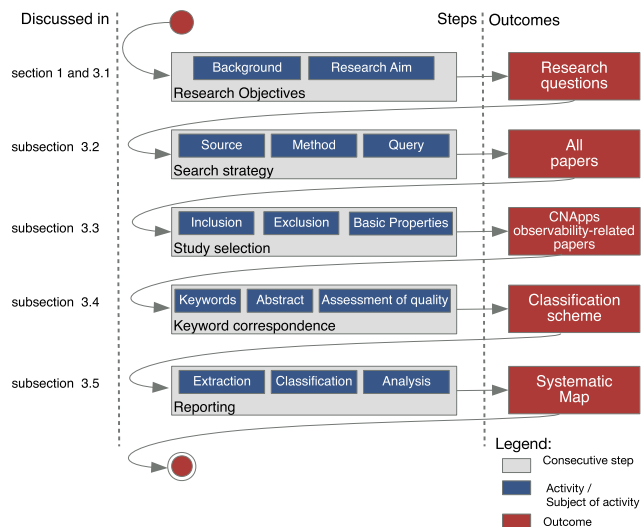 Discussed in
Steps
Outcomes
section 1 and 3.1
Background
Research Aim
Research Objectives
Research
questions
subsection 3.2
Source
Method
Query
Search strategy
All
papers
subsection 3.3
Inclusion
Exclusion
Basic Properties
Study selection
CNApps
observability-related
papers
subsection 3.4
Keywords
Abstract
Assessment of quality
Keyword correspondence
Classification
scheme
subsection 3.5
Extraction
Classification
Analysis
Reporting
Systematic
Map
Legend:
Consecutive step
Activity /
Subject of activity
Outcome